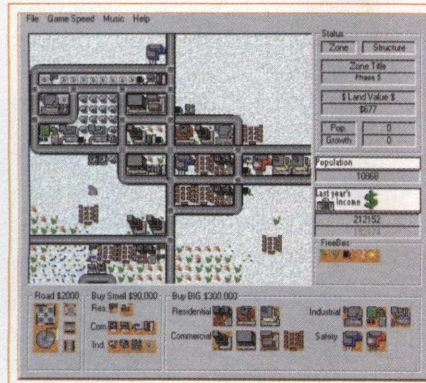 File Game Speed Music Help
Status
Zone Structure
Zone Title
Phase $
$ Land Value $
$677
Pop. 0
Growth 0
Population
10868
Last year's
Income $
212152
FreeDec
Road $2000
Buy Small $90,000
Res.
Com.
Ind.
Buy BIG $300,000
Residential
Commercial
Industrial
Safety